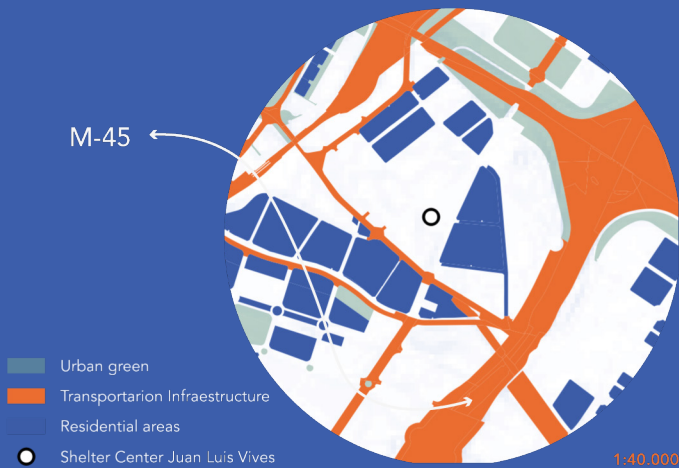 M-45
Urban green
Transportarion Infraestructure
Residential areas
Shelter Center Juan Luis Vives
1:40.000